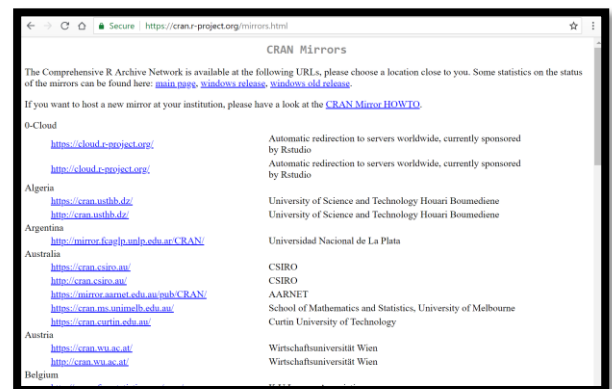 Secure https://cran.r-project.org/mirrors.html
CRAN Mirrors
The Comprehensive R Archive Network is available at the following URLs, please choose a location close to you. Some statistics on the status
of the mirrors can be found here: main page, windows release, windows old release.
If you want to host a new mirror at your institution, please have a look at the CRAN Mirror HOWTO.
0-Cloud
https://cloud.r-project.org/ Automatic redirection to servers worldwide, currently sponsored
by Rstudio
http://cloud.r-project.org/ Automatic redirection to servers worldwide, currently sponsored
by Rstudio
Algeria
https://cran.usthb.dz/ University of Science and Technology Houari Boumediene
http://cran.usthb.dz/ University of Science and Technology Houari Boumediene
Argentina
http://mirror.fcaglp.unlp.edu.ar/CRAN/ Universidad Nacional de La Plata
Australia
https://cran.csiro.au/ CSIRO
http://cran.csiro.au/ CSIRO
https://mirror.aarnet.edu.au/pub/CRAN/ AARNET
https://cran.ms.unimelb.edu.au/ School of Mathematics and Statistics, University of Melbourne
https://cran.curtin.edu.au/ Curtin University of Technology
Austria
https://cran.wu.ac.at/ Wirtschaftsuniversität Wien
http://cran.wu.ac.at/ Wirtschaftsuniversität Wien
Belgium